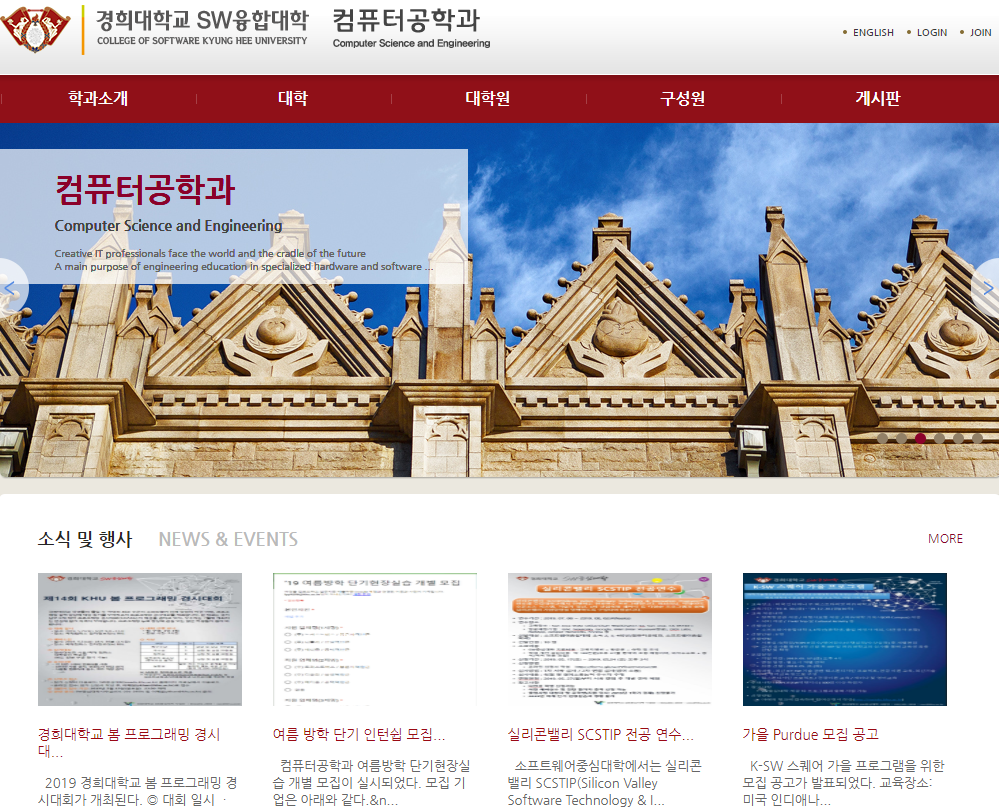 경희대학교 SW융합대학 컴퓨터공학과
COLLEGE OF SOFTWARE KYUNG HEE UNIVERSITY Computer Science and Engineering
ENGLISH LOGIN JOIN
학과소개 대학 대학원 구성원 게시판
컴퓨터공학과
Computer Science and Engineering
Creative IT professionals face the world and the cradle of the future
A main purpose of engineering education in specialized hardware and software ...
< >
소식 및 행사 NEWS & EVENTS MORE
제14회 KHU 봄 프로그래밍 경시대회
'19 여름방학 단기현장실습 개별 모집
실리콘밸리 SCSTIP 전공연수
K-SW 스퀘어 가을 프로그램
경희대학교 봄 프로그래밍 경시
대...
2019 경희대학교 봄 프로그래밍 경
시대회가 개최된다. ◎ 대회 일시 ·
여름 방학 단기 인턴쉽 모집...
컴퓨터공학과 여름방학 단기현장실
습 개별 모집이 실시되었다. 모집 기
업은 아래와 같다.&n...
실리콘밸리 SCSTIP 전공 연수...
소프트웨어중심대학에서는 실리콘
밸리 SCSTIP(Silicon Valley
Software Technology & I...
가을 Purdue 모집 공고
K-SW 스퀘어 가을 프로그램을 위한
모집 공고가 발표되었다. 교육장소:
미국 인디애나...